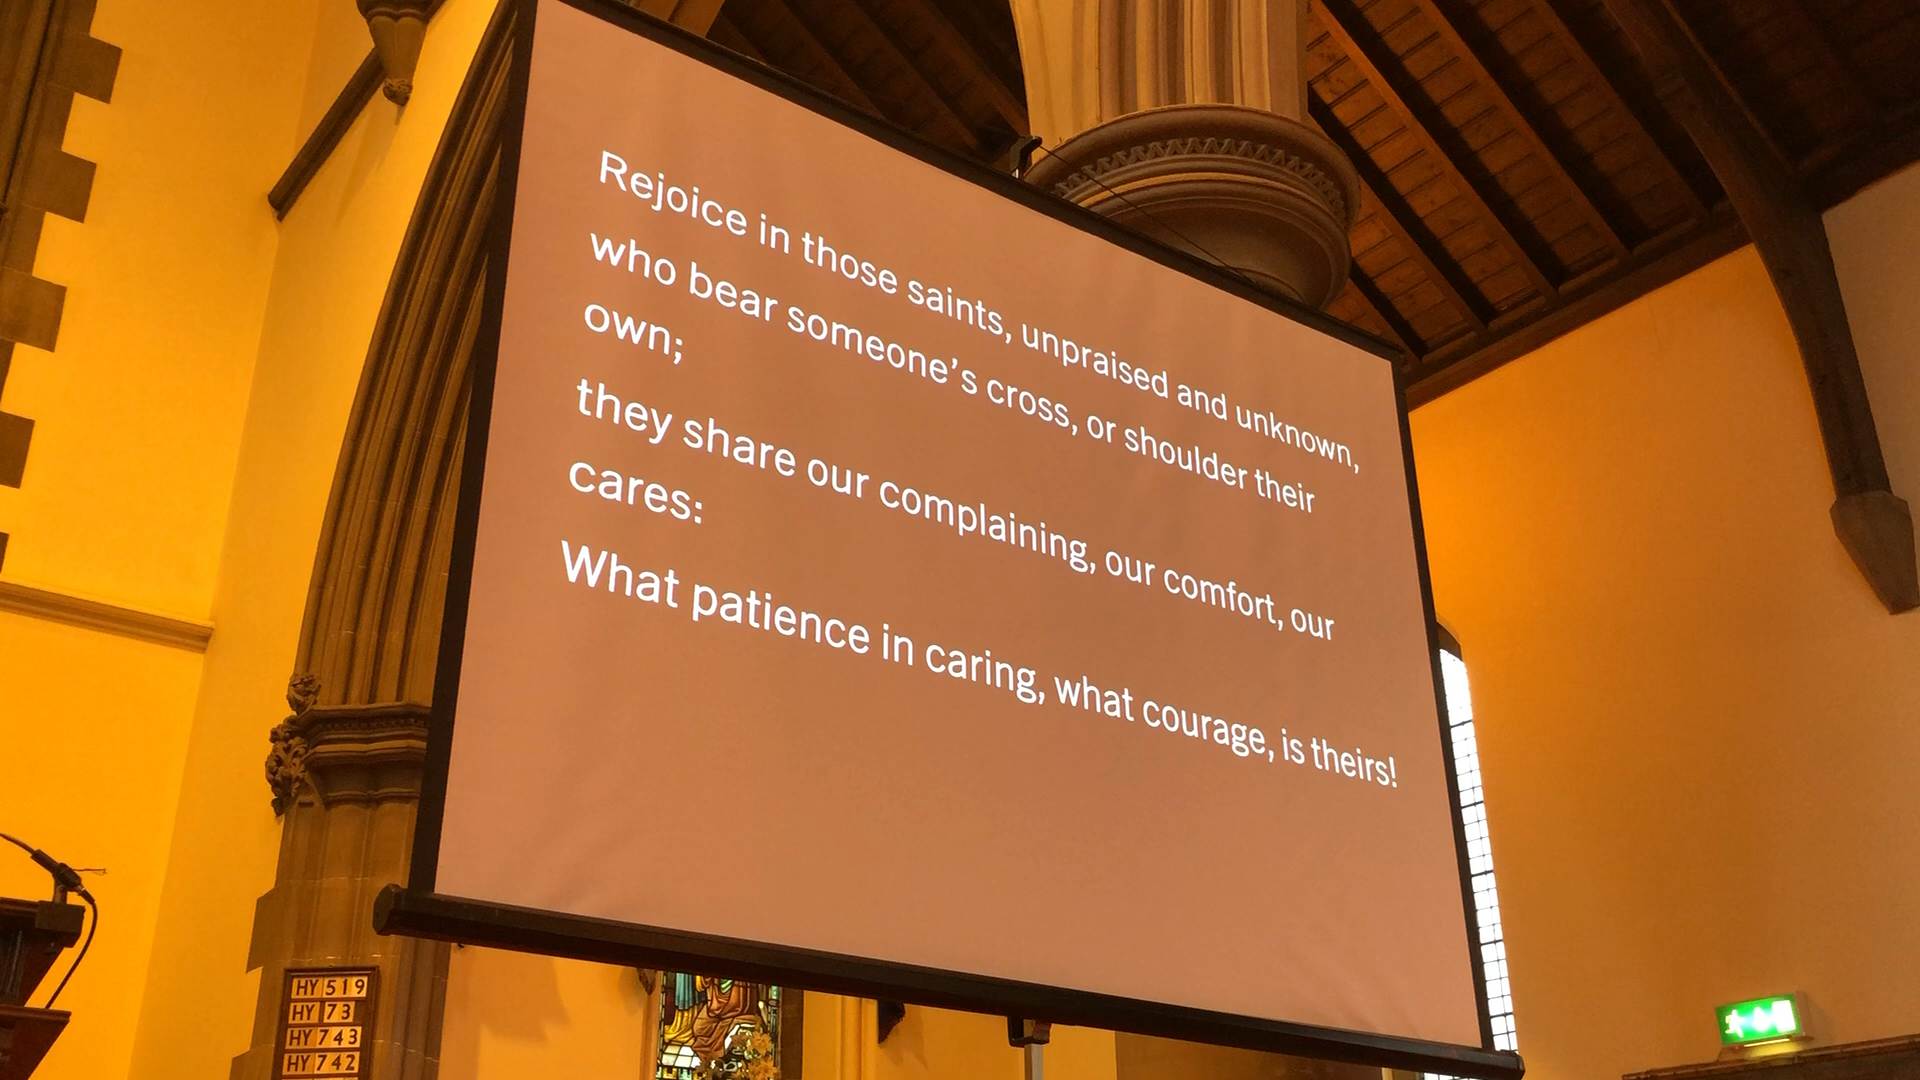 Rejoice in those saints, unpraised and unknown,
who bear someone’s cross, or shoulder their
own;
they share our complaining, our comfort, our
cares:
What patience in caring, what courage, is theirs!
HY 519
HY 73
HY 743
HY 742